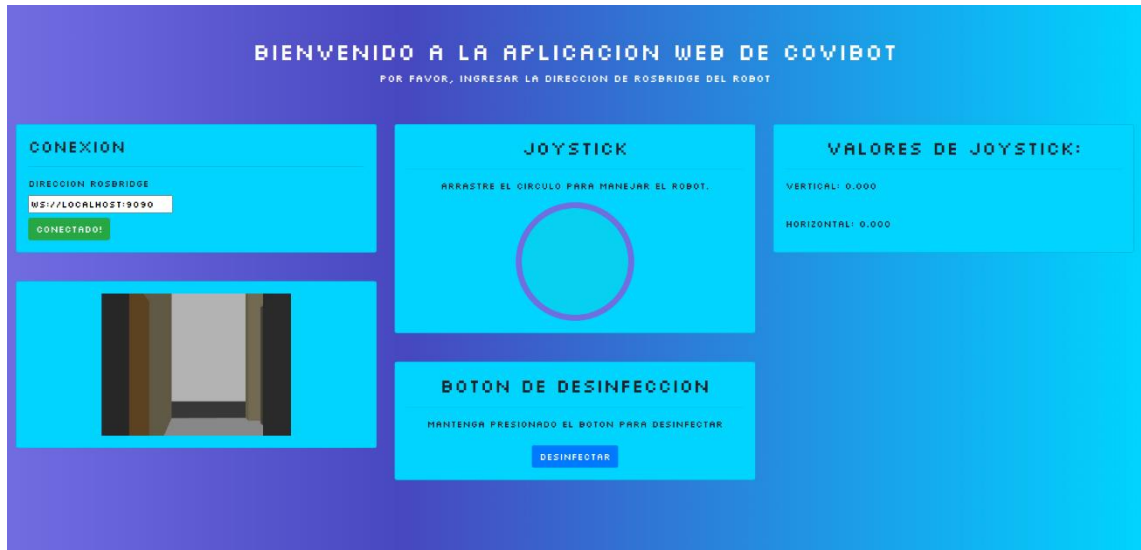 BIENVENIDO A LA APLICACION WEB DE COVIBOT
POR FAVOR, INGRESAR LA DIRECCION DE ROSBRIDGE DEL ROBOT
CONEXION
DIRECCION ROSBRIDGE
WS://LOCALHOST:9090
CONECTADO!
JOYSTICK
ARRASTRE EL CIRCULO PARA MANEJAR EL ROBOT.
BOTON DE DESINFECCION
MANTENGA PRESIONADO EL BOTON PARA DESINFECTAR
DESINFECTAR
VALORES DE JOYSTICK:
VERTICAL: 0.000
HORIZONTAL: 0.000